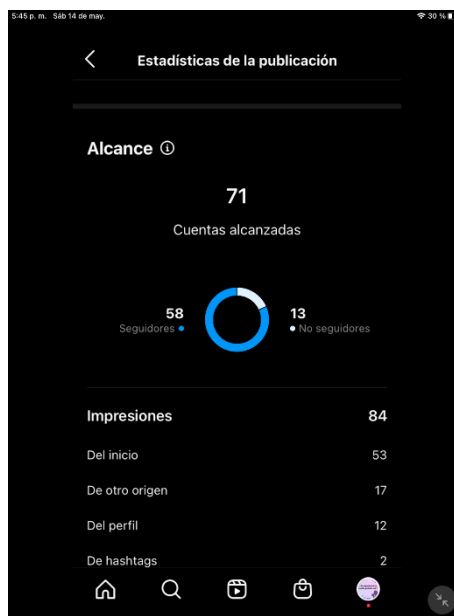 5:45 p. m. Sáb 14 de may. 30 %
Estadísticas de la publicación
Alcance
71
Cuentas alcanzadas
58 13
Seguidores No seguidores
Impresiones 84
Del inicio 53
De otro origen 17
Del perfil 12
De hashtags 2